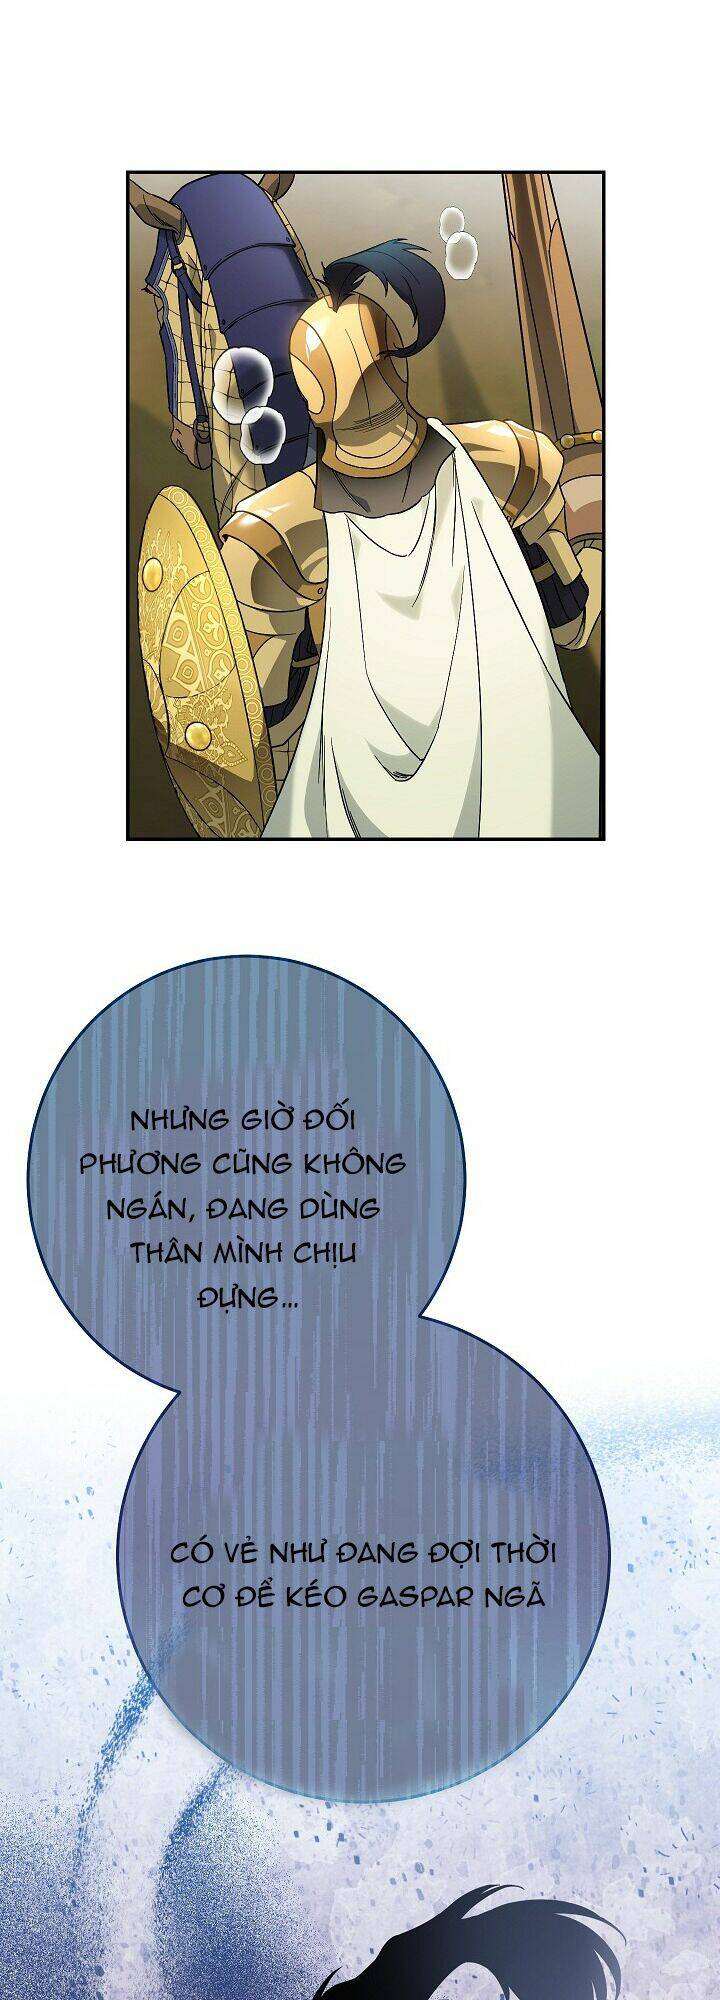 NHƯNG GIỜ ĐỐI
PHƯƠNG CŨNG KHÔNG
NGÁN, ĐANG DÙNG
THÂN MÌNH CHỊU
ĐỰNG...
CÓ VẺ NHƯ ĐANG ĐỢI THỜI
CƠ ĐỂ KÉO GASPAR NGÃ